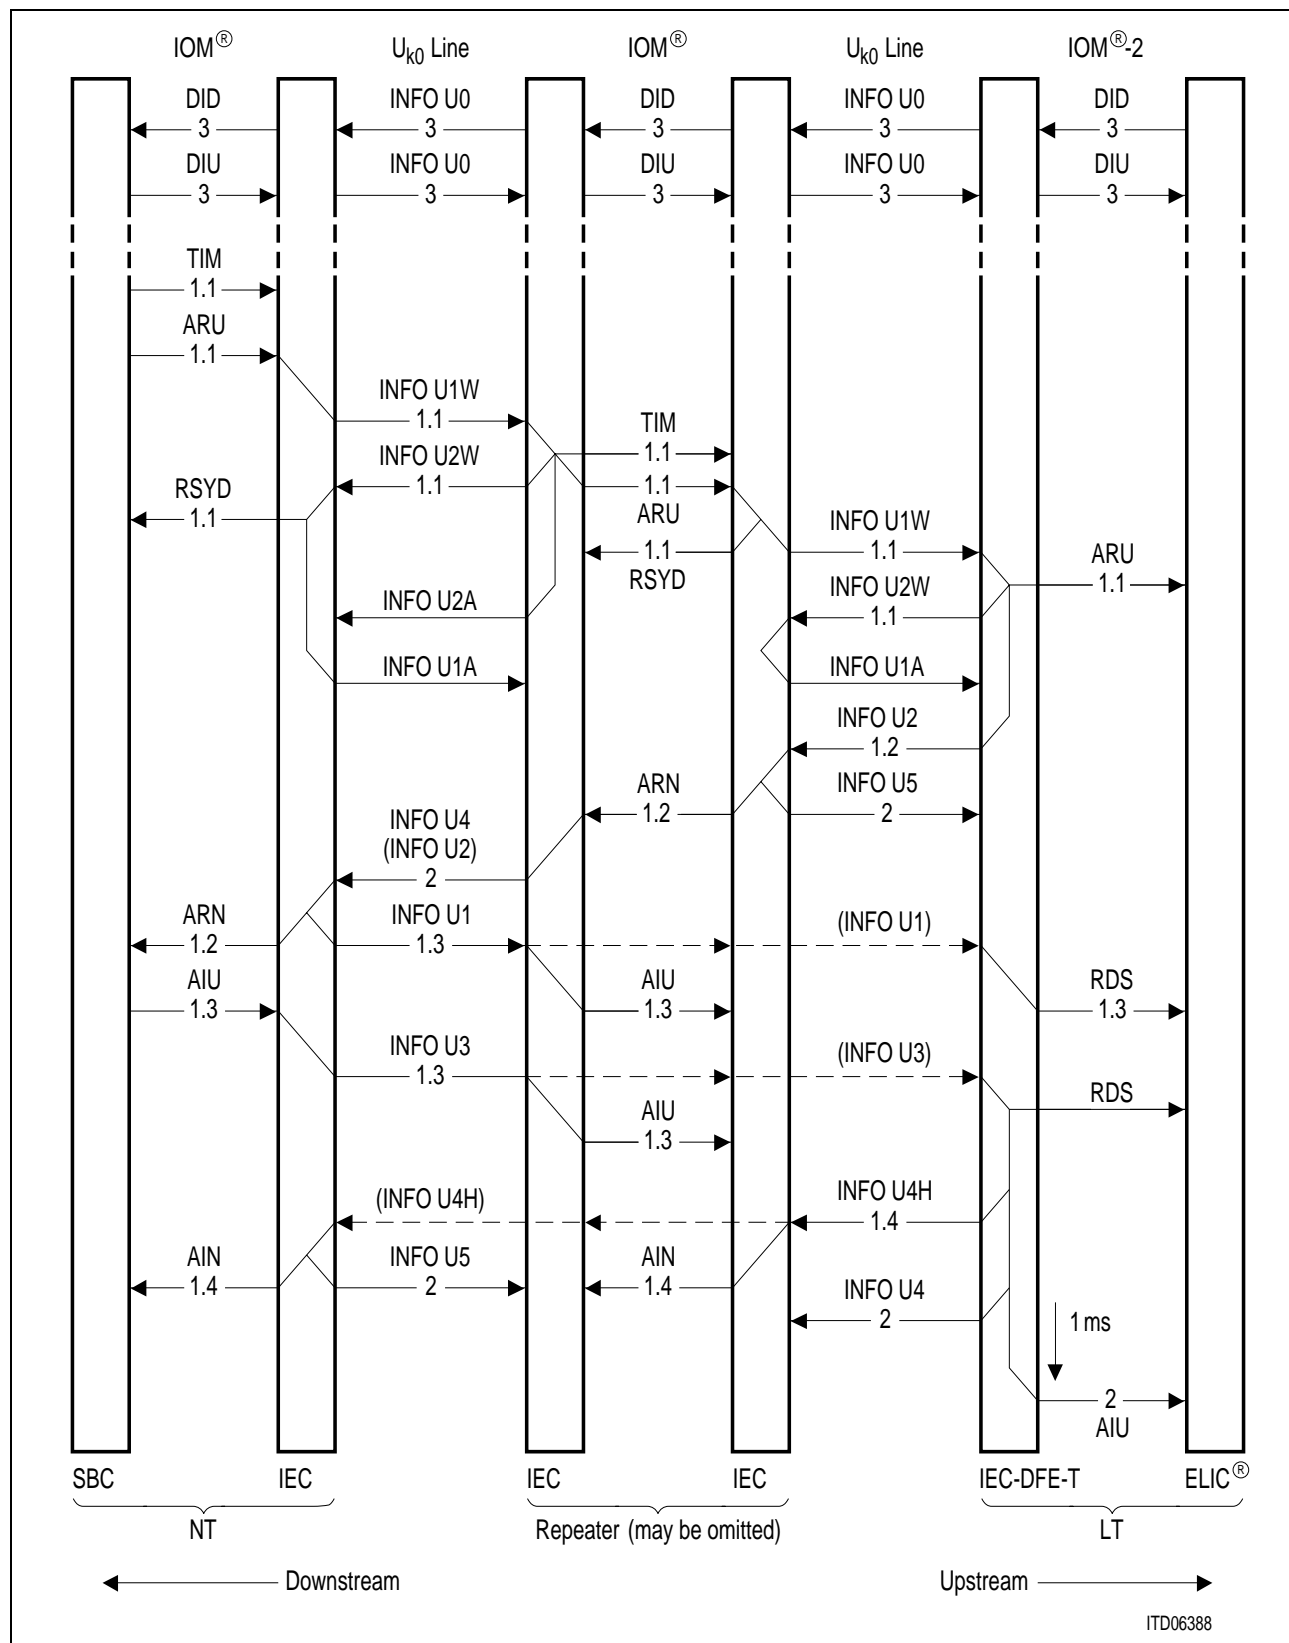 IOM® Uk0 Line IOM® Uk0 Line IOM®-2
DID INFO U0 DID INFO U0 DID
3 3 3 3 3
DIU INFO U0 DIU INFO U0 DIU
3 3 3 3 3
TIM
1.1
ARU
1.1
INFO U1W
1.1
TIM
1.1
INFO U2W
1.1
1.1
ARU
RSYD
1.1
INFO U1W
1.1
1.1
RSYD
ARU
1.1
INFO U2W
1.1
INFO U2A
INFO U1A
INFO U1A
INFO U2
1.2
ARN
1.2
INFO U5
2
INFO U4
(INFO U2)
2
ARN
1.2
INFO U1
1.3
(INFO U1)
AIU
1.3
AIU
1.3
RDS
1.3
INFO U3
1.3
(INFO U3)
RDS
AIU
1.3
(INFO U4H)
INFO U4H
1.4
AIN
1.4
INFO U5
2
AIN
1.4
INFO U4
2
1 ms
2
AIU
SBC IEC IEC IEC IEC-DFE-T ELIC®
NT Repeater (may be omitted) LT
Downstream Upstream
ITD06388